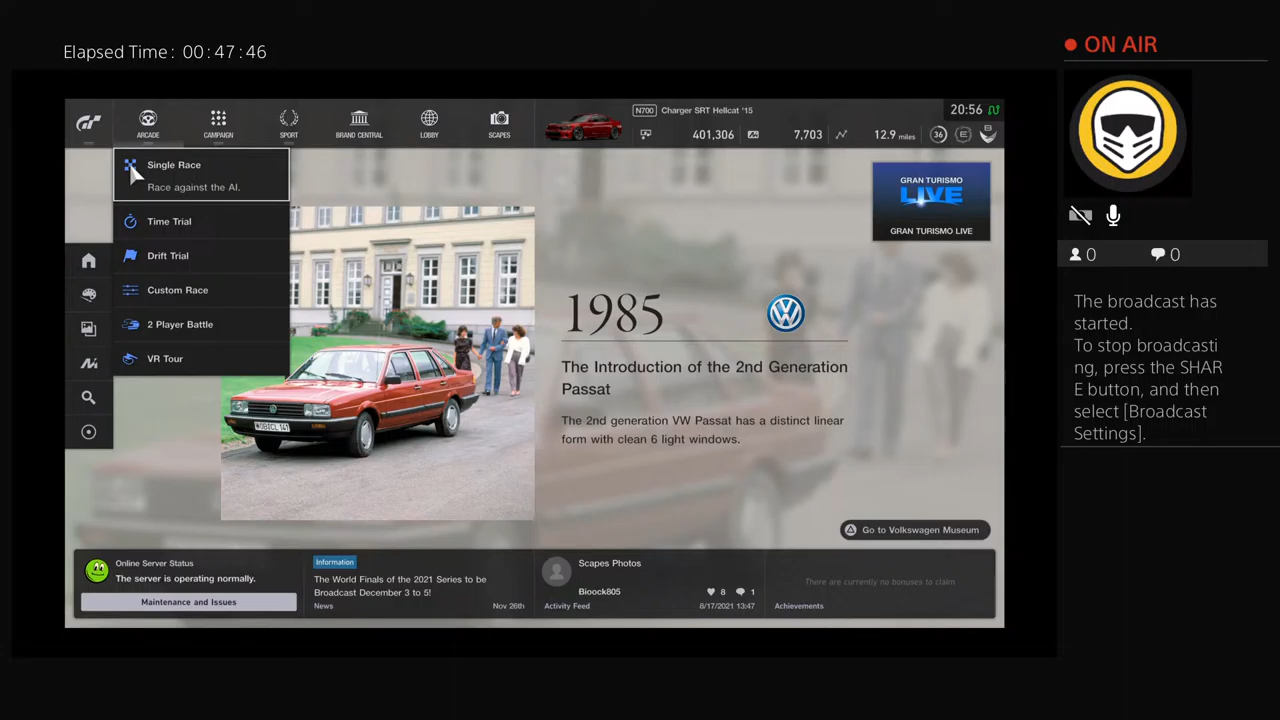 Elapsed Time: 00:47:46
ON AIR
ARCADE
CAMPAIGN
SPORT
BRAND CENTRAL
LOBBY
SCAPES
N700 Charger SRT Hellcat '15
401,306
7,703
12.9 miles
20:56
36
E
Single Race
Race against the AI.
Time Trial
Drift Trial
Custom Race
2 Player Battle
VR Tour
GRAN TURISMO
LIVE
GRAN TURISMO LIVE
1985
The Introduction of the 2nd Generation
Passat
The 2nd generation VW Passat has a distinct linear
form with clean 6 light windows.
Go to Volkswagen Museum
Online Server Status
The server is operating normally.
Maintenance and Issues
Information
The World Finals of the 2021 Series to be
Broadcast December 3 to 5!
News
Nov 26th
Scapes Photos
Bioock805
8
1
Activity Feed
8/17/2021 13:47
There are currently no bonuses to claim
Achievements
0
0
The broadcast has
started.
To stop broadcasti
ng, press the SHAR
E button, and then
select [Broadcast
Settings].